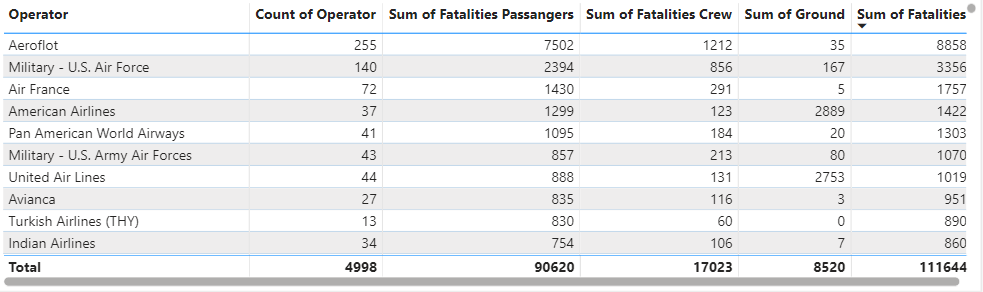 Operator Count of Operator Sum of Fatalities Passangers Sum of Fatalities Crew Sum of Ground Sum of Fatalities
Aeroflot 255 7502 1212 35 8858
Military - U.S. Air Force 140 2394 856 167 3356
Air France 72 1430 291 5 1757
American Airlines 37 1299 123 2889 1422
Pan American World Airways 41 1095 184 20 1303
Military - U.S. Army Air Forces 43 857 213 80 1070
United Air Lines 44 888 131 2753 1019
Avianca 27 835 116 3 951
Turkish Airlines (THY) 13 830 60 0 890
Indian Airlines 34 754 106 7 860
Total 4998 90620 17023 8520 111644